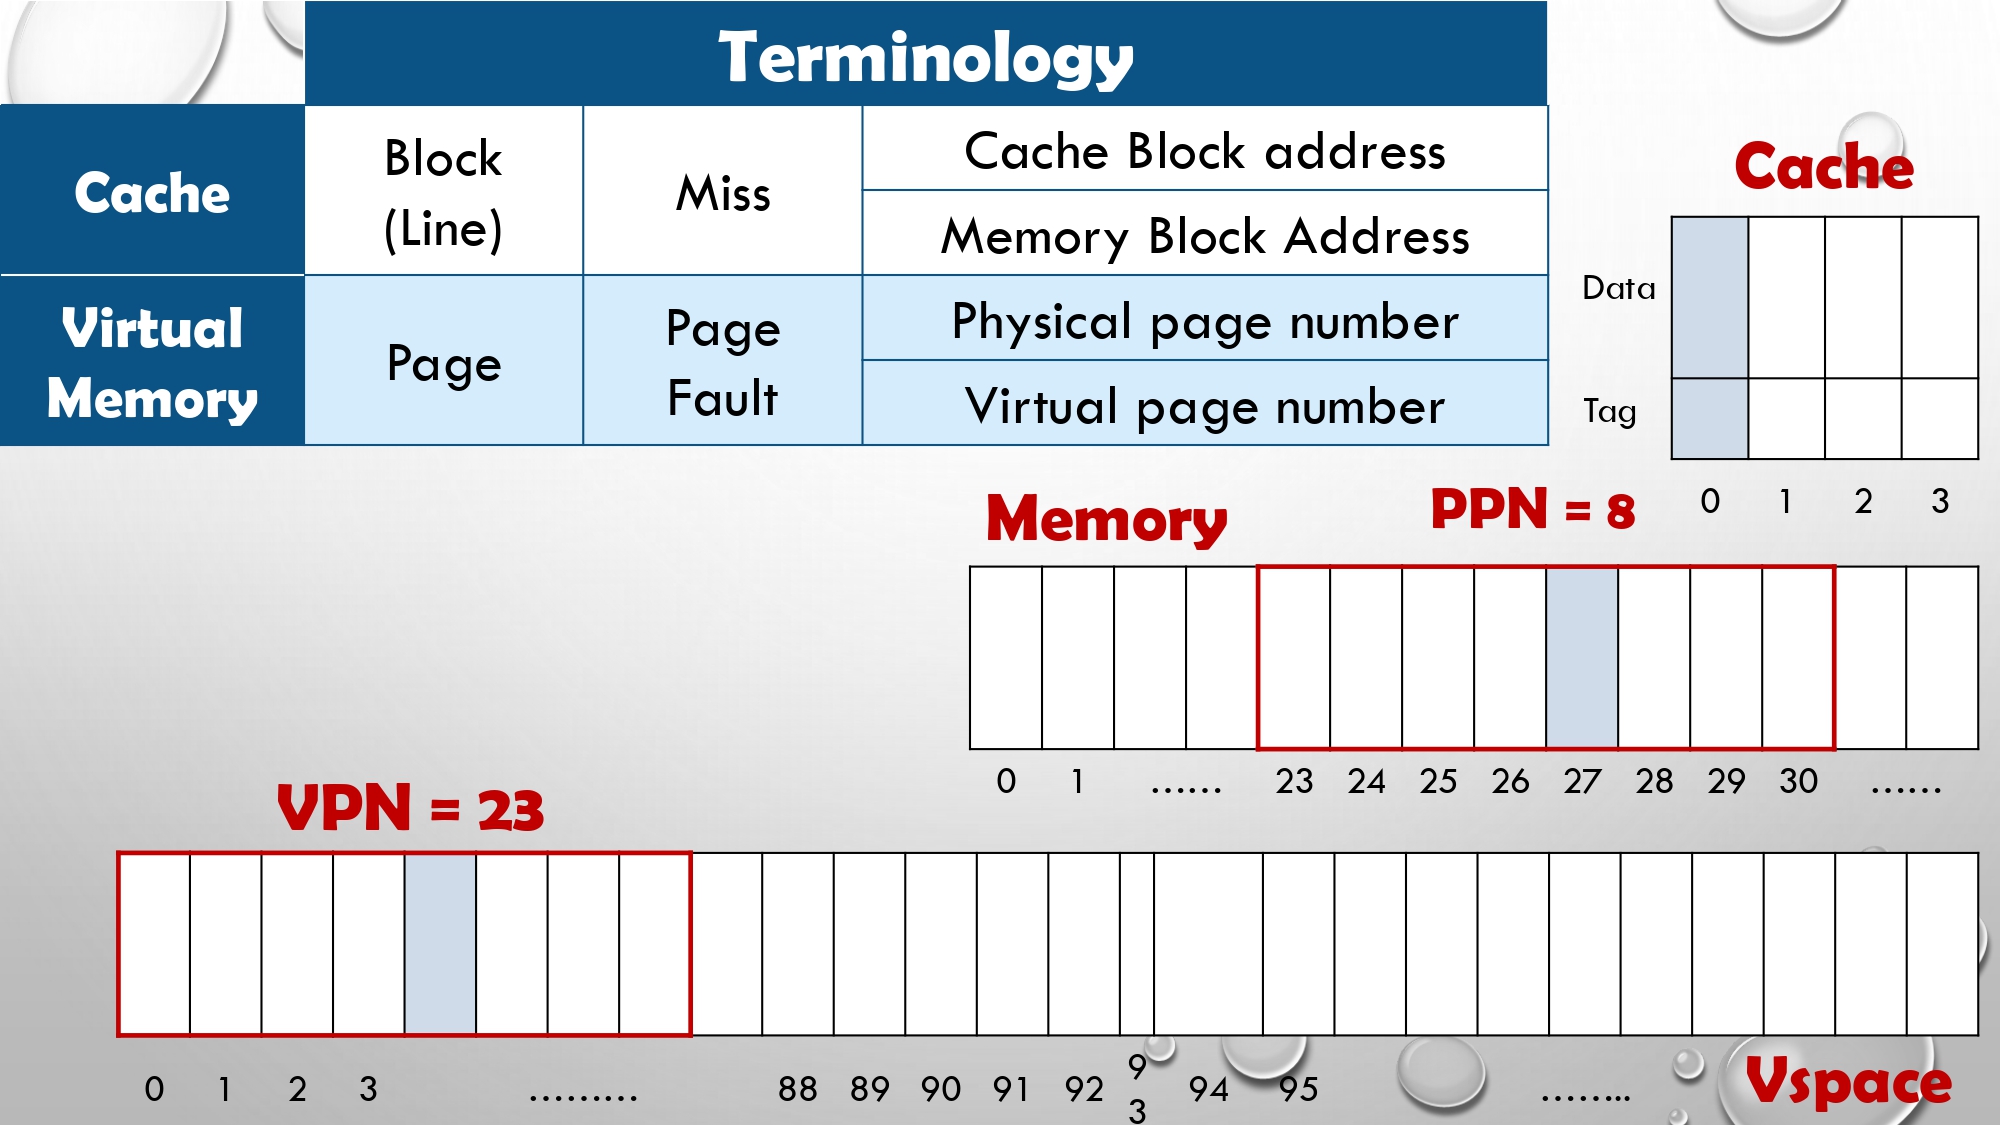 Terminology
Cache
Block
(Line)
Miss
Cache Block address
Memory Block Address
Virtual
Memory
Page
Page
Fault
Physical page number
Virtual page number
Cache
Data
Tag
0 1 2 3
Memory
PPN = 8
0 1 ...... 23 24 25 26 27 28 29 30 ......
VPN = 23
0 1 2 3 ......... 88 89 90 91 92 9
3 94 95 ........
Vspace